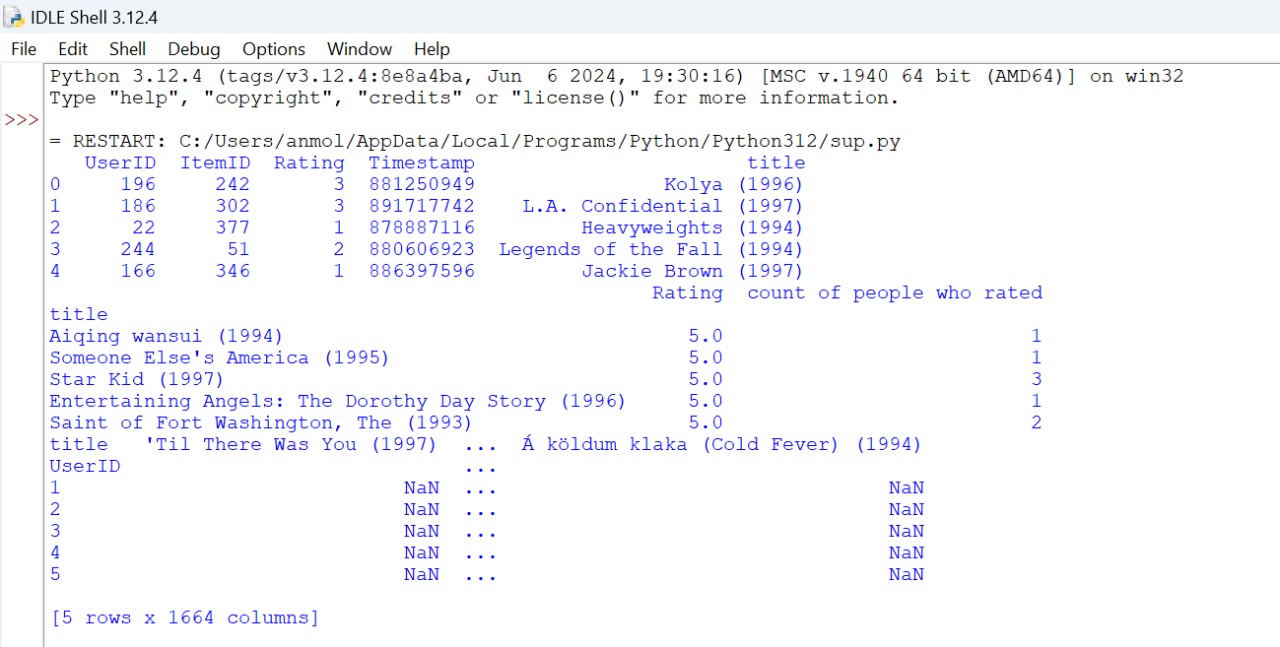 IDLE Shell 3.12.4
File Edit Shell Debug Options Window Help
Python 3.12.4 (tags/v3.12.4:8e8a4ba, Jun  6 2024, 19:30:16) [MSC v.1940 64 bit (AMD64)] on win32
Type "help", "copyright", "credits" or "license()" for more information.
>>>
= RESTART: C:/Users/anmol/AppData/Local/Programs/Python/Python312/sup.py
   UserID  ItemID  Rating  Timestamp                       title
0     196     242       3  881250949                Kolya (1996)
1     186     302       3  891717742    L.A. Confidential (1997)
2      22     377       1  878887116         Heavyweights (1994)
3     244      51       2  880606923  Legends of the Fall (1994)
4     166     346       1  886397596         Jackie Brown (1997)
                                                   Rating  count of people who rated
title
Aiqing wansui (1994)                                  5.0                          1
Someone Else's America (1995)                         5.0                          1
Star Kid (1997)                                       5.0                          3
Entertaining Angels: The Dorothy Day Story (1996)     5.0                          1
Saint of Fort Washington, The (1993)                  5.0                          2
title   'Til There Was You (1997)  ...  Á köldum klaka (Cold Fever) (1994)
UserID                             ...
1                             NaN  ...                                 NaN
2                             NaN  ...                                 NaN
3                             NaN  ...                                 NaN
4                             NaN  ...                                 NaN
5                             NaN  ...                                 NaN
[5 rows x 1664 columns]